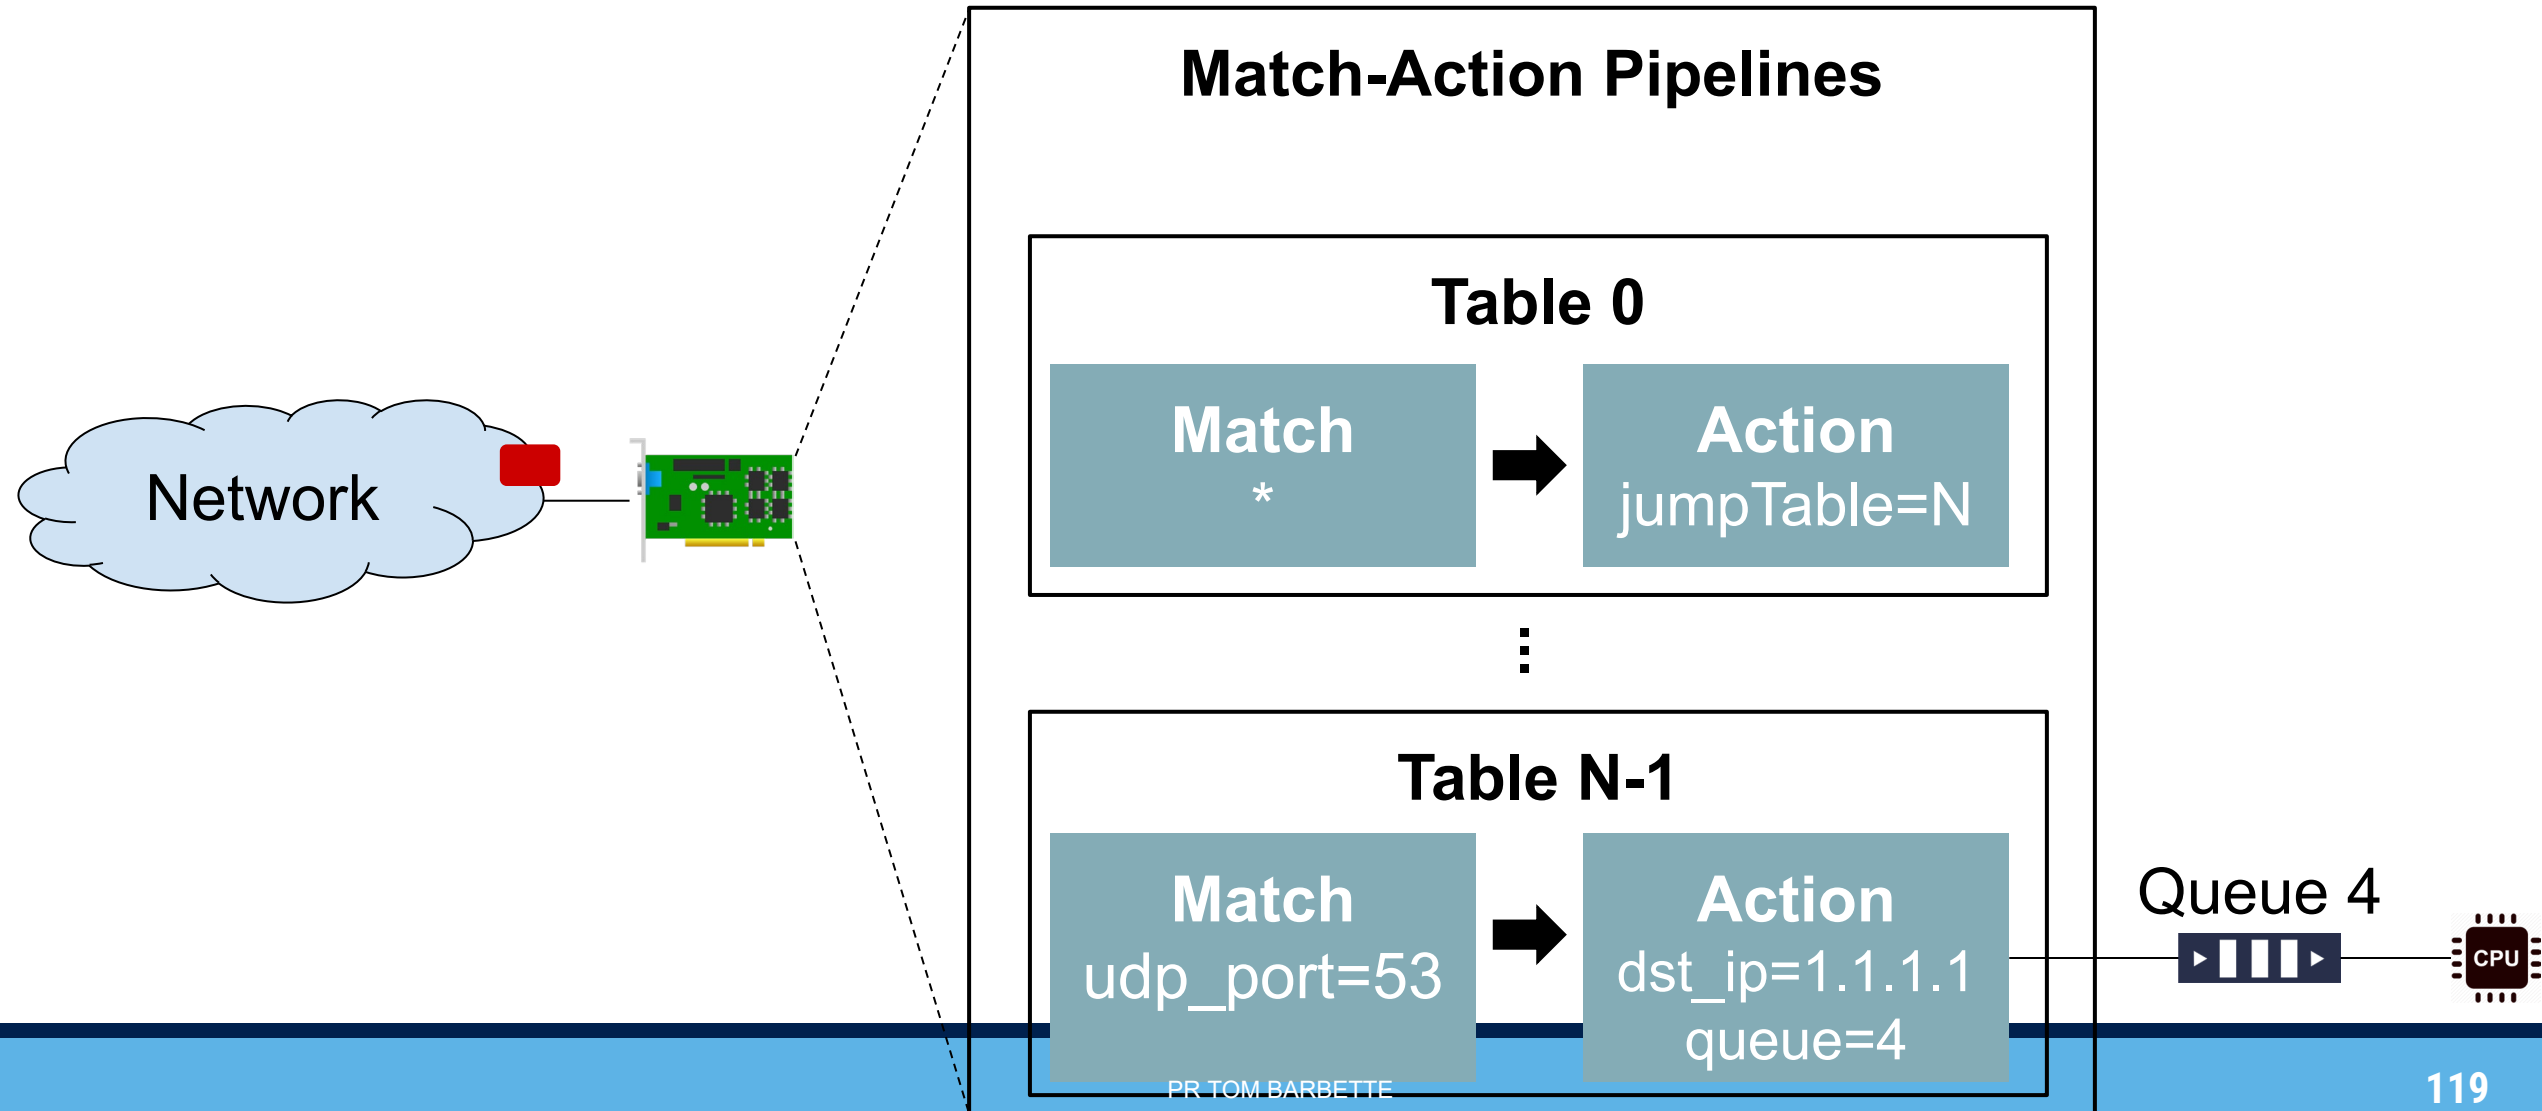 Match-Action Pipelines
Table 0
Match
*
Action
jumpTable=N
Network
Table N-1
Match
udp_port=53
Action
dst_ip=1.1.1.1
queue=4
Queue 4
CPU
PR TOM BARBETTE
119